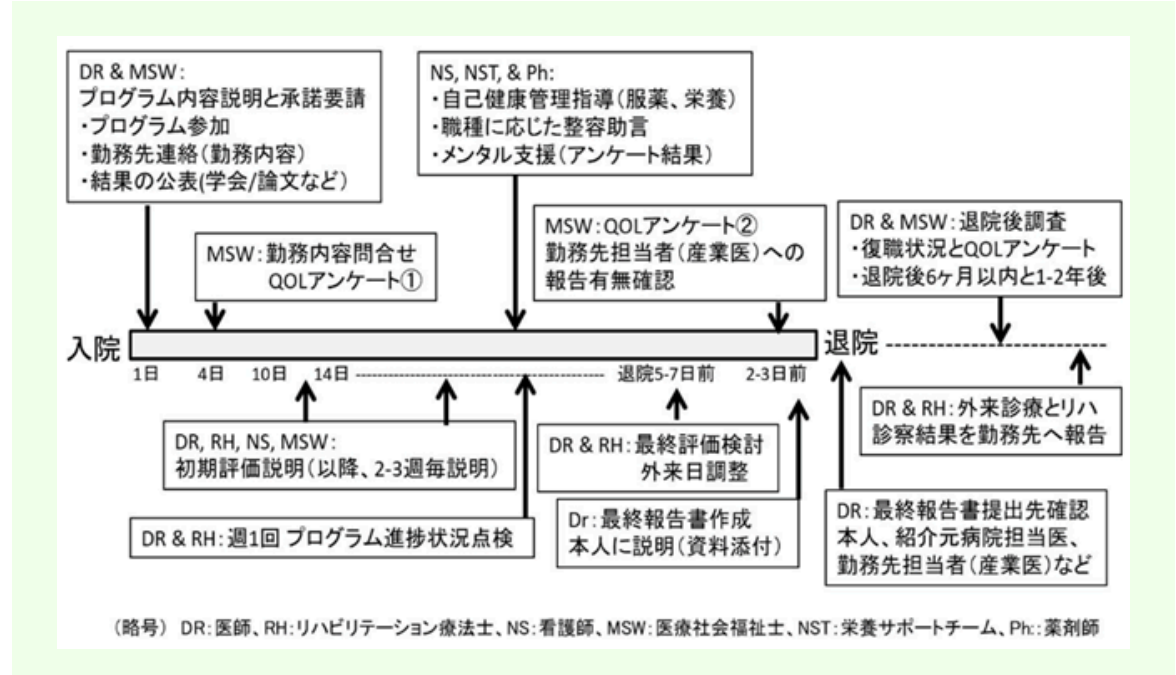 DR & MSW:
プログラム内容説明と承諾要請
・プログラム参加
・勤務先連絡(勤務内容)
・結果の公表(学会/論文など)
NS, NST, & Ph:
・自己健康管理指導(服薬、栄養)
・職種に応じた整容助言
・メンタル支援(アンケート結果)
MSW:勤務内容問合せ
QOLアンケート①
MSW:QOLアンケート②
勤務先担当者(産業医)への
報告有無確認
DR & MSW:退院後調査
・復職状況とQOLアンケート
・退院後6ヶ月以内と1-2年後
入院
退院
1日 4日 10日 14日 退院5-7日前 2-3日前
DR, RH, NS, MSW:
初期評価説明(以降、2-3週毎説明)
DR & RH:週1回 プログラム進捗状況点検
DR & RH:最終評価検討
外来日調整
Dr:最終報告書作成
本人に説明(資料添付)
DR & RH:外来診療とリハ
診察結果を勤務先へ報告
DR:最終報告書提出先確認
本人、紹介元病院担当医、
勤務先担当者(産業医)など
(略号) DR:医師、RH:リハビリテーション療法士、NS:看護師、MSW:医療社会福祉士、NST:栄養サポートチーム、Ph::薬剤師